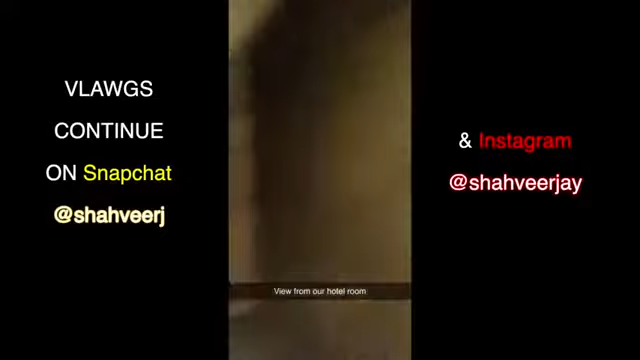 VLAWGS
CONTINUE
ON Snapchat
@shahveerj
& Instagram
@shahveerjay
View from our hotel room